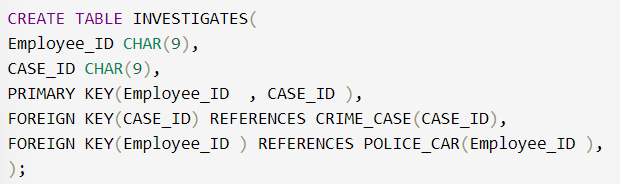 CREATE TABLE INVESTIGATES(
Employee_ID CHAR(9),
CASE_ID CHAR(9),
PRIMARY KEY(Employee_ID  , CASE_ID ),
FOREIGN KEY(CASE_ID) REFERENCES CRIME_CASE(CASE_ID),
FOREIGN KEY(Employee_ID ) REFERENCES POLICE_CAR(Employee_ID ),
);